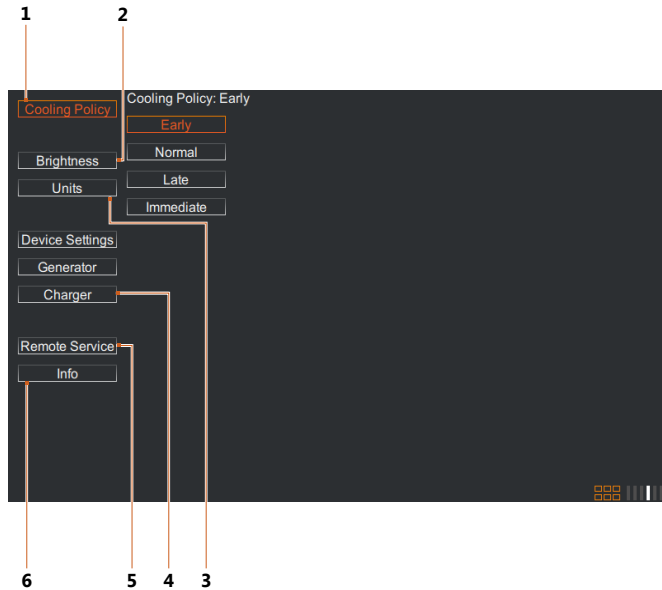 1 2
Cooling Policy
Cooling Policy: Early
Early
Normal
Late
Immediate
Brightness
Units
Device Settings
Generator
Charger
Remote Service
Info
6 5 4 3